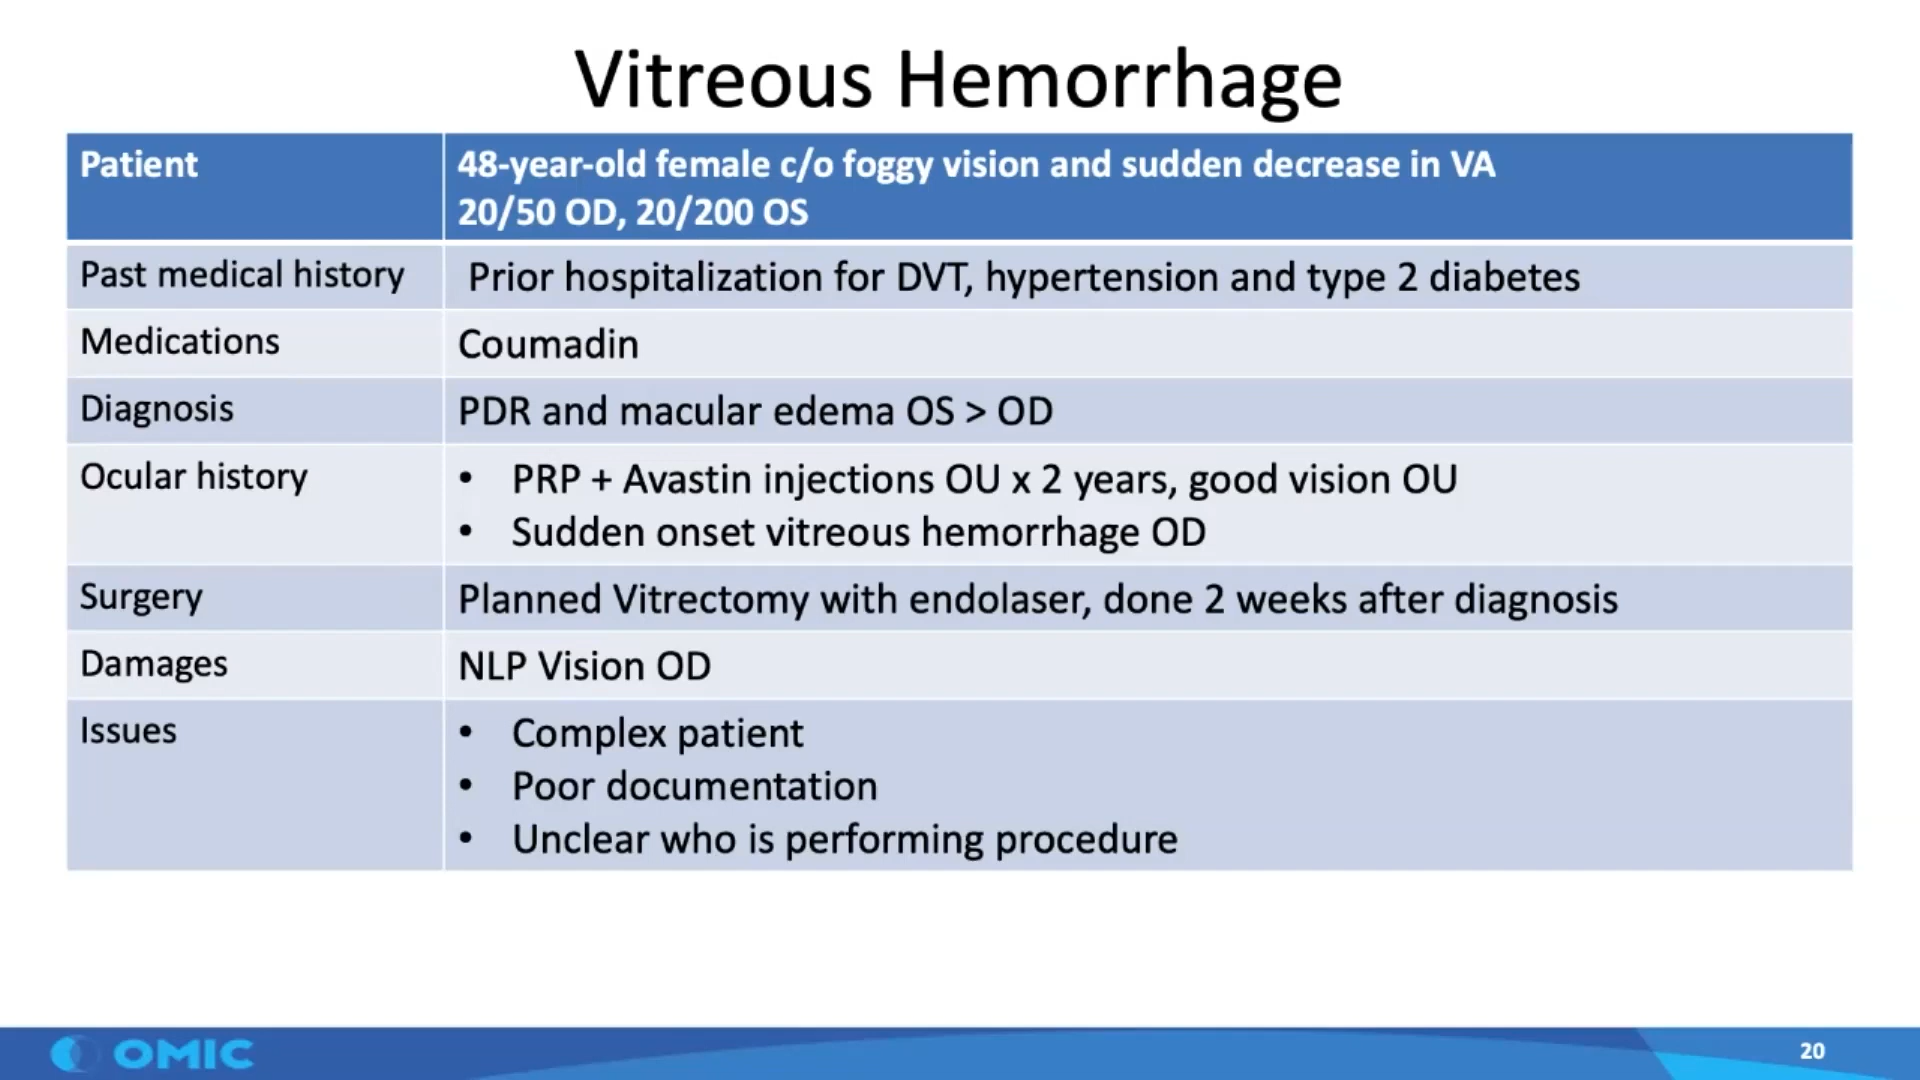 Vitreous Hemorrhage
Patient
48-year-old female c/o foggy vision and sudden decrease in VA
20/50 OD, 20/200 OS
Past medical history
Prior hospitalization for DVT, hypertension and type 2 diabetes
Medications
Coumadin
Diagnosis
PDR and macular edema OS > OD
Ocular history
• PRP + Avastin injections OU x 2 years, good vision OU
• Sudden onset vitreous hemorrhage OD
Surgery
Planned Vitrectomy with endolaser, done 2 weeks after diagnosis
Damages
NLP Vision OD
Issues
• Complex patient
• Poor documentation
• Unclear who is performing procedure
OMIC
20